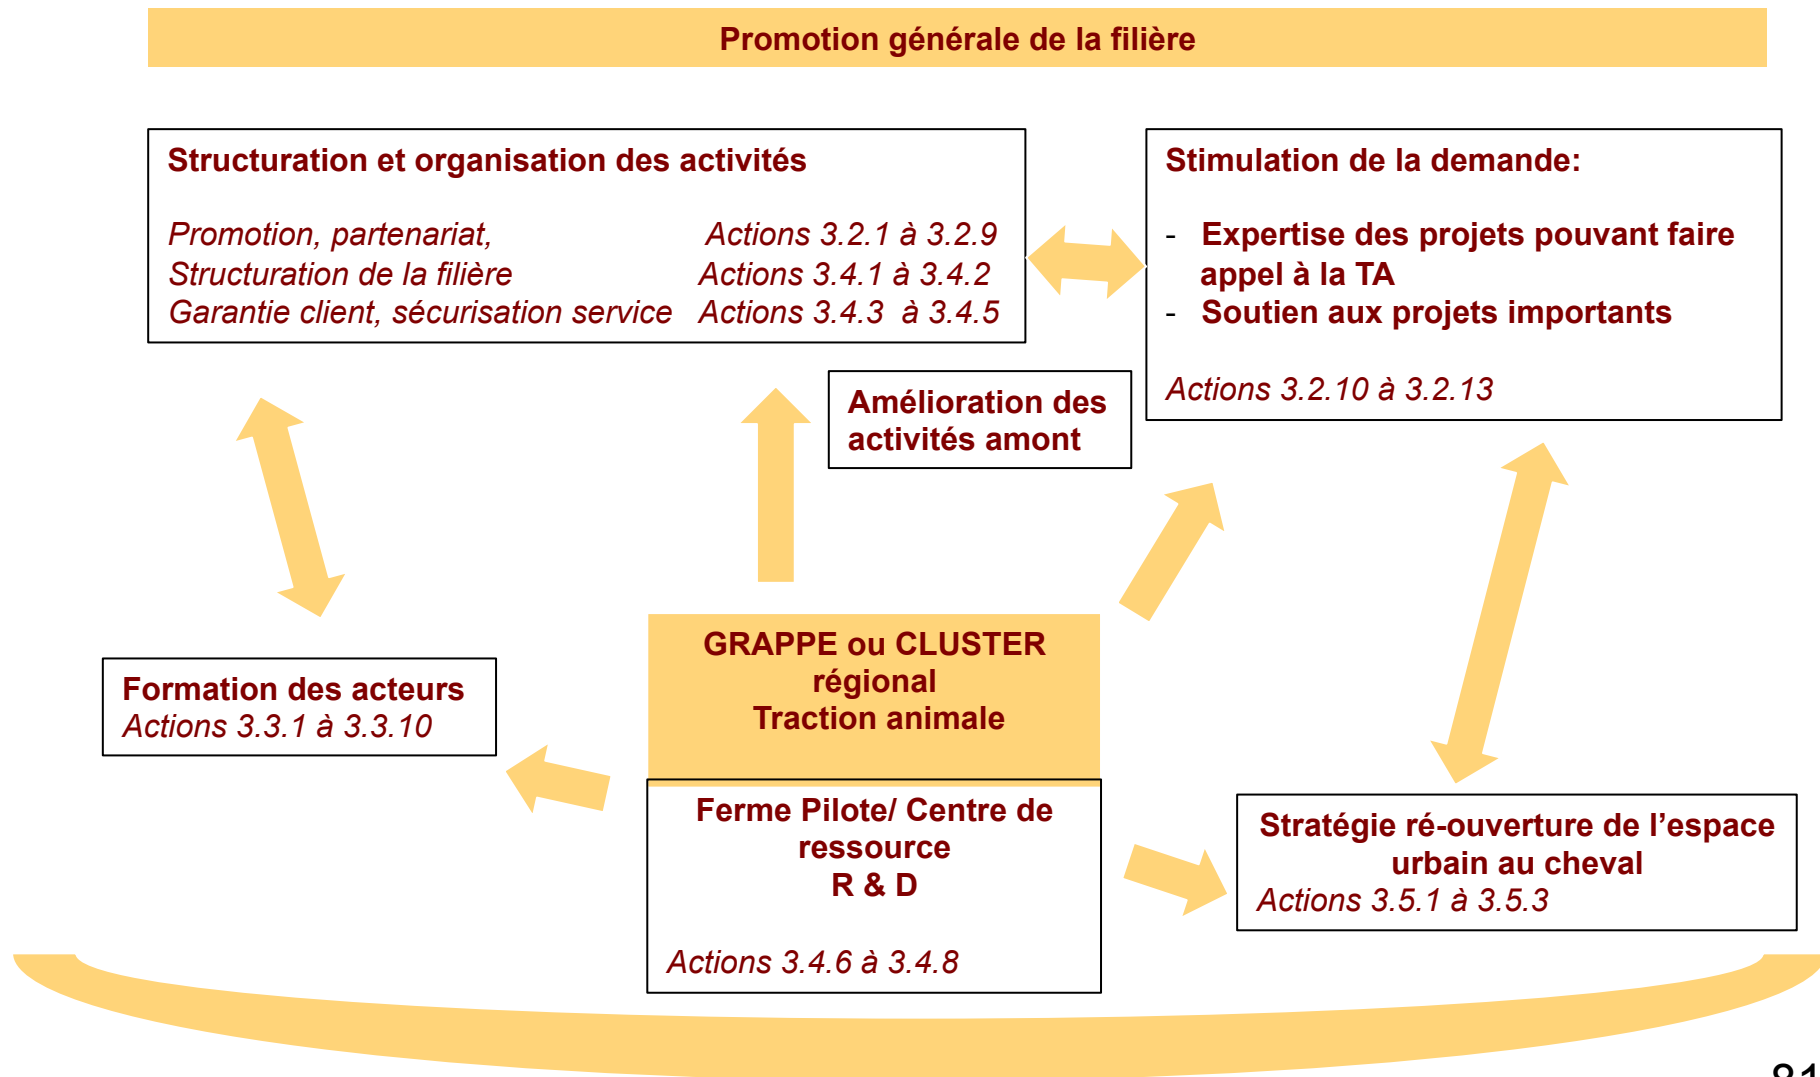 Promotion générale de la filière
Structuration et organisation des activités
Promotion, partenariat, Actions 3.2.1 à 3.2.9
Structuration de la filière Actions 3.4.1 à 3.4.2
Garantie client, sécurisation service Actions 3.4.3 à 3.4.5
Stimulation de la demande:
- Expertise des projets pouvant faire
appel à la TA
- Soutien aux projets importants
Actions 3.2.10 à 3.2.13
Amélioration des
activités amont
GRAPPE ou CLUSTER
régional
Traction animale
Formation des acteurs
Actions 3.3.1 à 3.3.10
Ferme Pilote/ Centre de
ressource
R & D
Actions 3.4.6 à 3.4.8
Stratégie ré-ouverture de l’espace
urbain au cheval
Actions 3.5.1 à 3.5.3